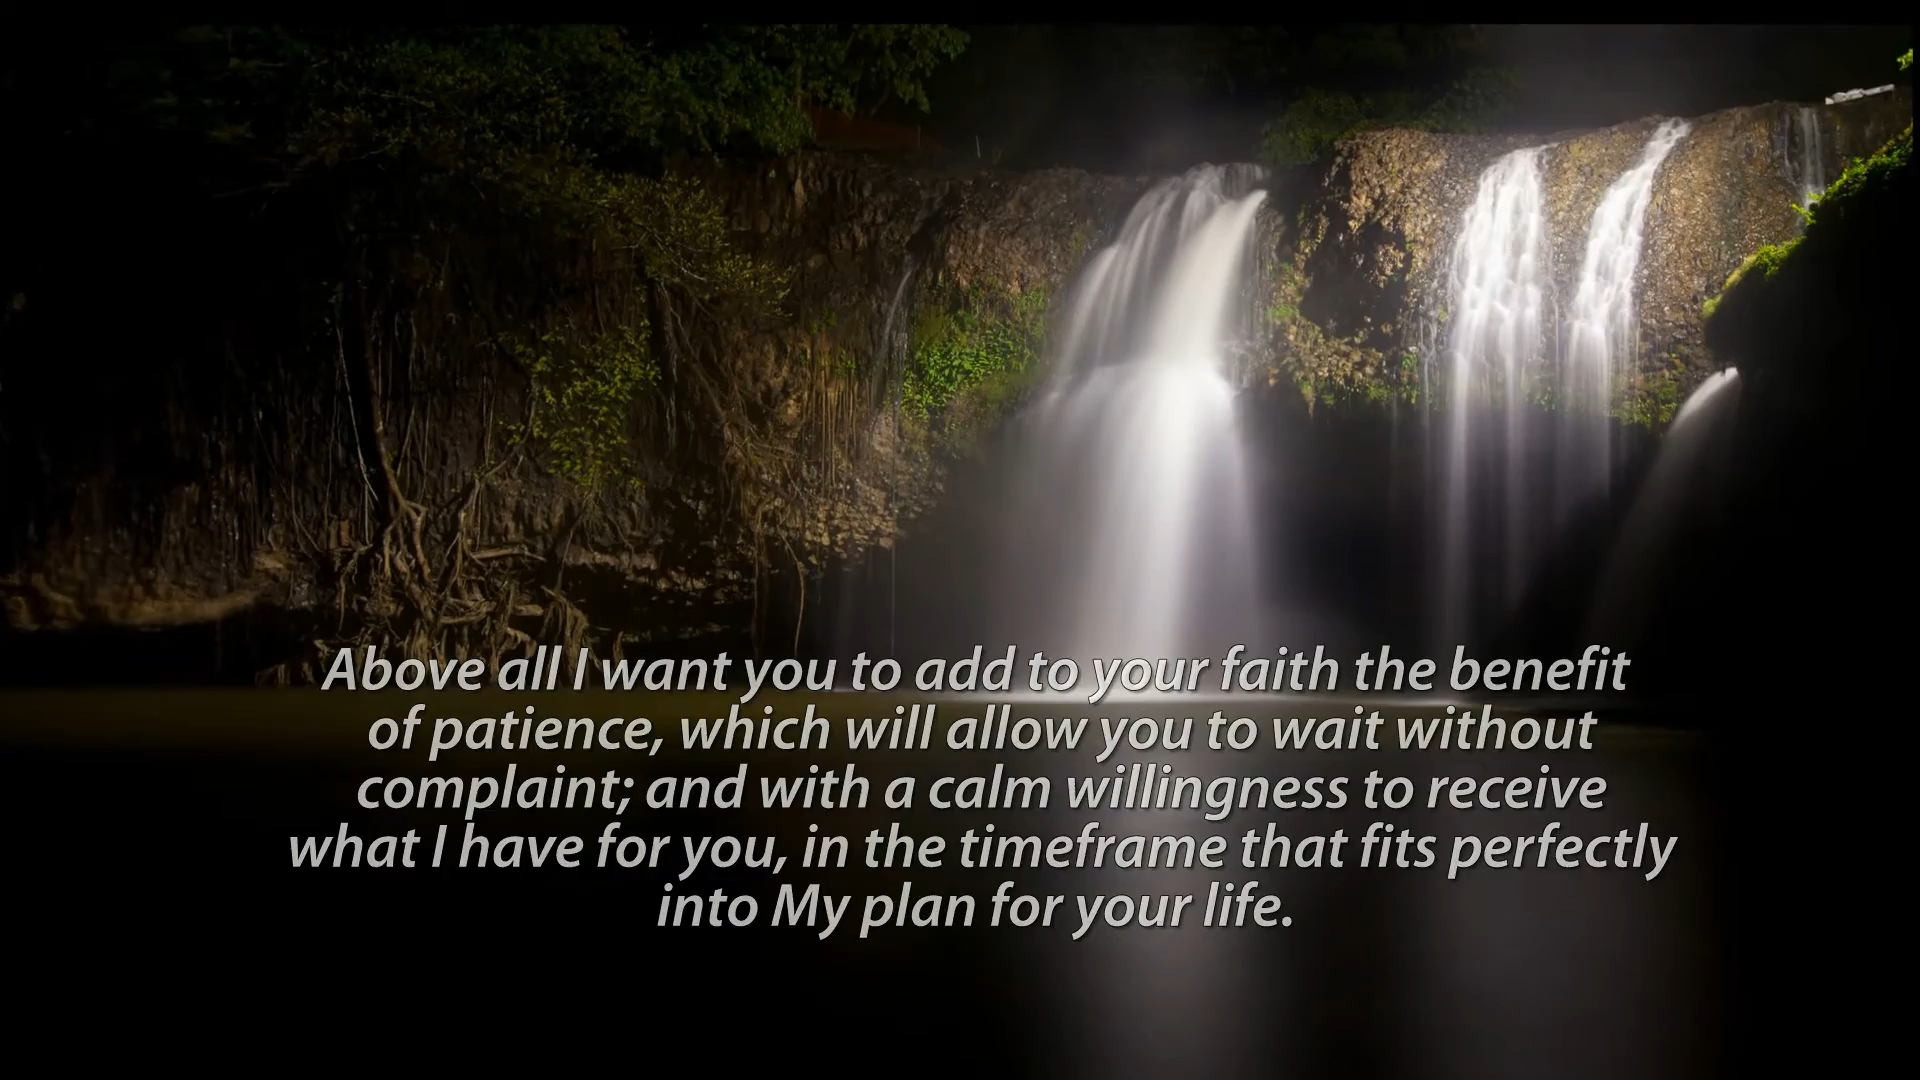 Above all I want you to add to your faith the benefit
of patience, which will allow you to wait without
complaint; and with a calm willingness to receive
what I have for you, in the timeframe that fits perfectly
into My plan for your life.